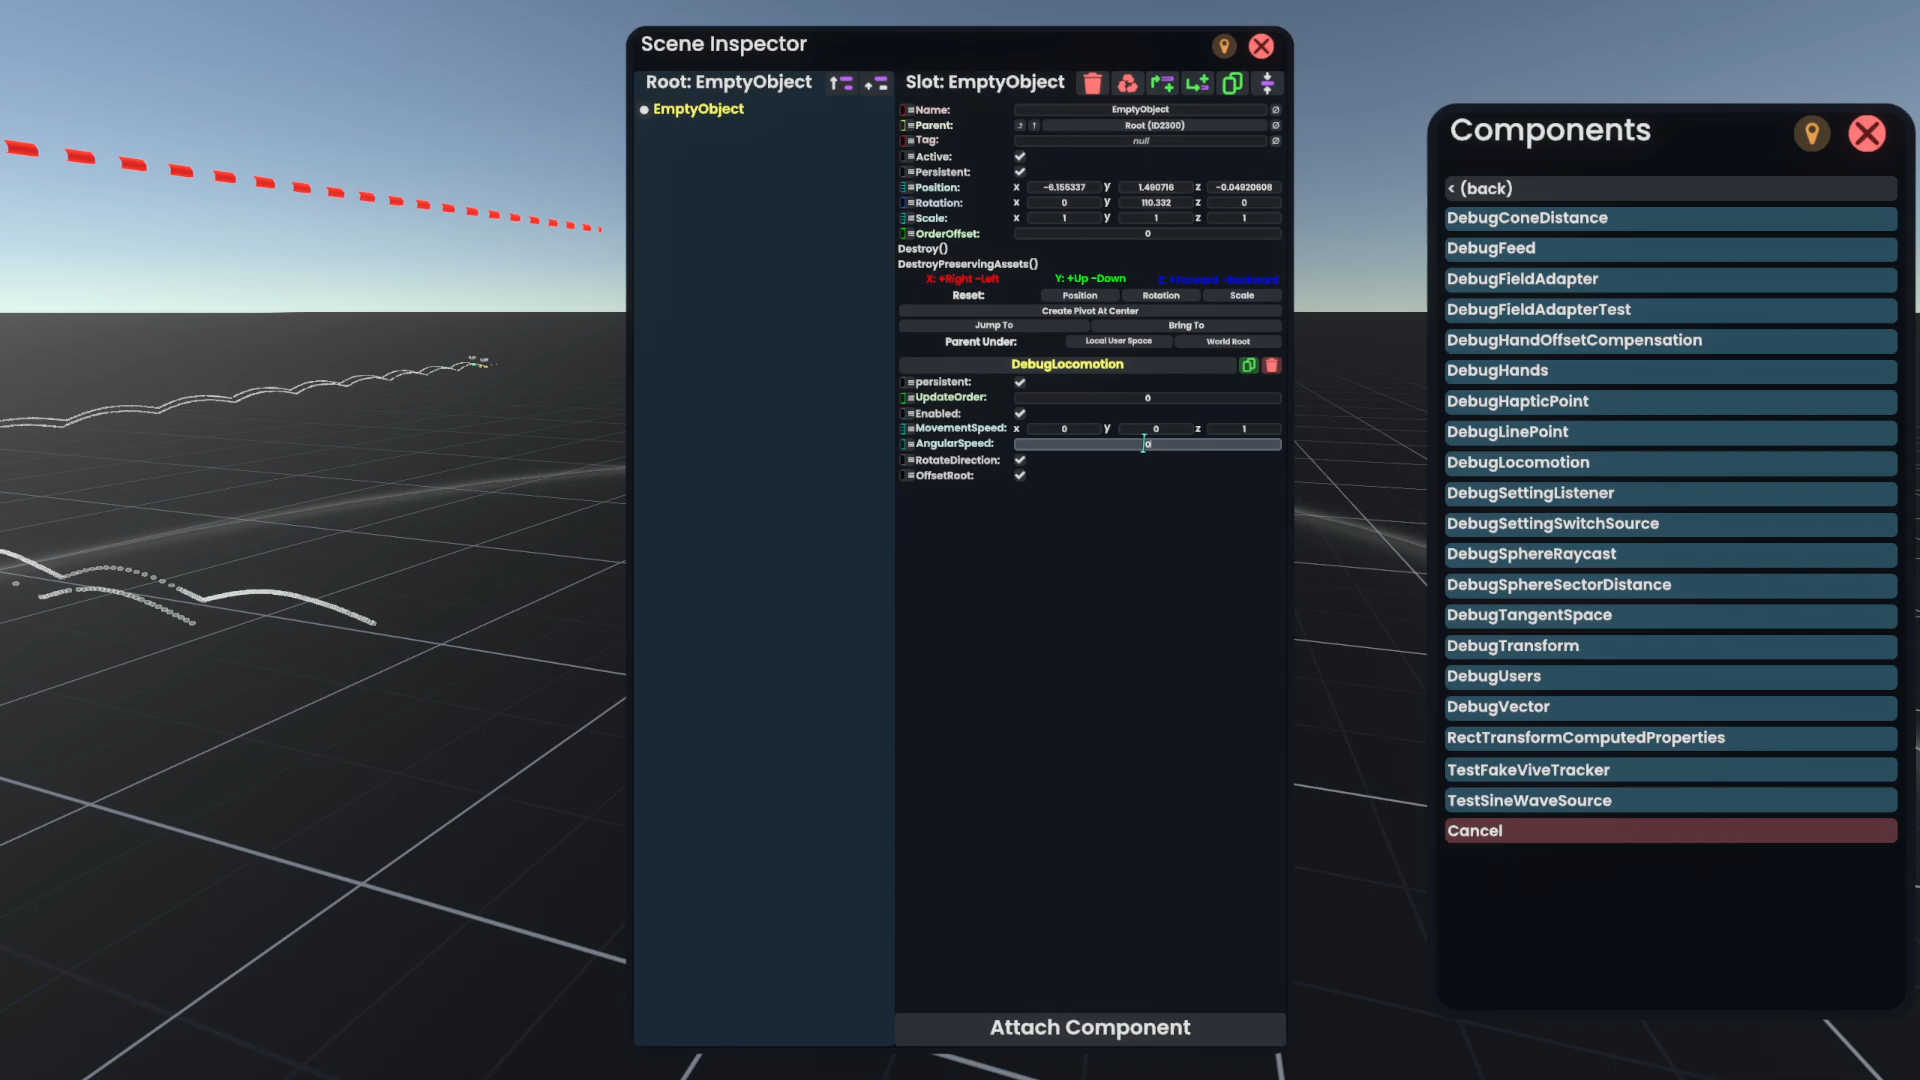 Scene Inspector
Root: EmptyObject
EmptyObject
Slot: EmptyObject
Name: EmptyObject
Parent: Root (ID2300)
Tag: null
Active:
Persistent:
Position: x -6.155337 y 1.490716 z -0.04920608
Rotation: x 0 y 110.332 z 0
Scale: x 1 y 1 z 1
OrderOffset: 0
Destroy()
DestroyPreservingAssets()
X: +Right -Left Y: +Up -Down Z: +Forward -Backward
Reset: Position Rotation Scale
Create Pivot At Center
Jump To Bring To
Parent Under: Local User Space World Root
DebugLocomotion
persistent:
UpdateOrder: 0
Enabled:
MovementSpeed: x 0 y 0 z 1
AngularSpeed: 0
RotateDirection:
OffsetRoot:
Attach Component
Components
< (back)
DebugConeDistance
DebugFeed
DebugFieldAdapter
DebugFieldAdapterTest
DebugHandOffsetCompensation
DebugHands
DebugHapticPoint
DebugLinePoint
DebugLocomotion
DebugSettingListener
DebugSettingSwitchSource
DebugSphereRaycast
DebugSphereSectorDistance
DebugTangentSpace
DebugTransform
DebugUsers
DebugVector
RectTransformComputedProperties
TestFakeViveTracker
TestSineWaveSource
Cancel